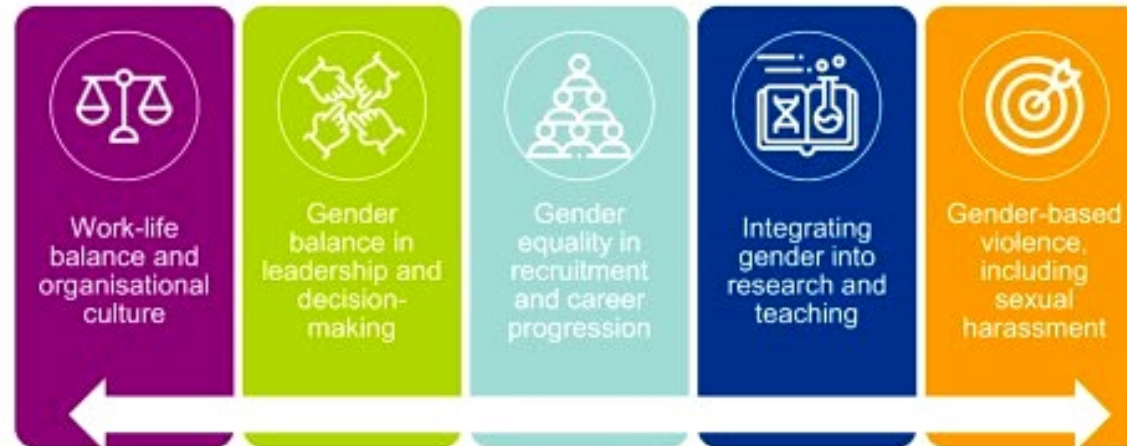 Work-life
balance and
organisational
culture
Gender
balance in
leadership and
decision-
making
Gender
equality in
recruitment
and career
progression
Integrating
gender into
research and
teaching
Gender-based
violence,
including
sexual
harassment